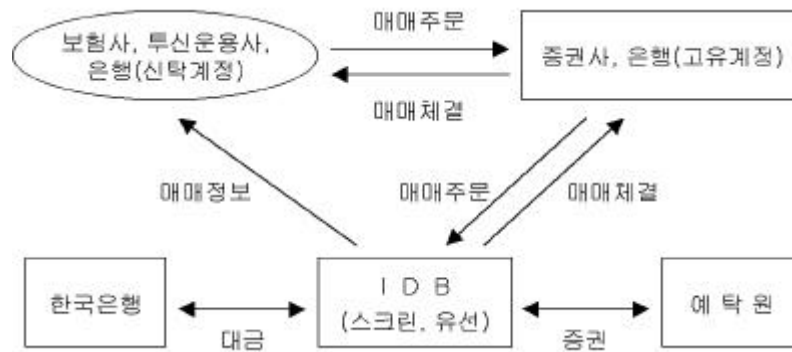 매매주문
보험사, 투신운용사,
은행(신탁계정)
증권사, 은행(고유계정)
매매체결
매매정보
매매주문
매매체결
한국은행
I D B
(스크린, 유선)
예 탁 원
대금
증권